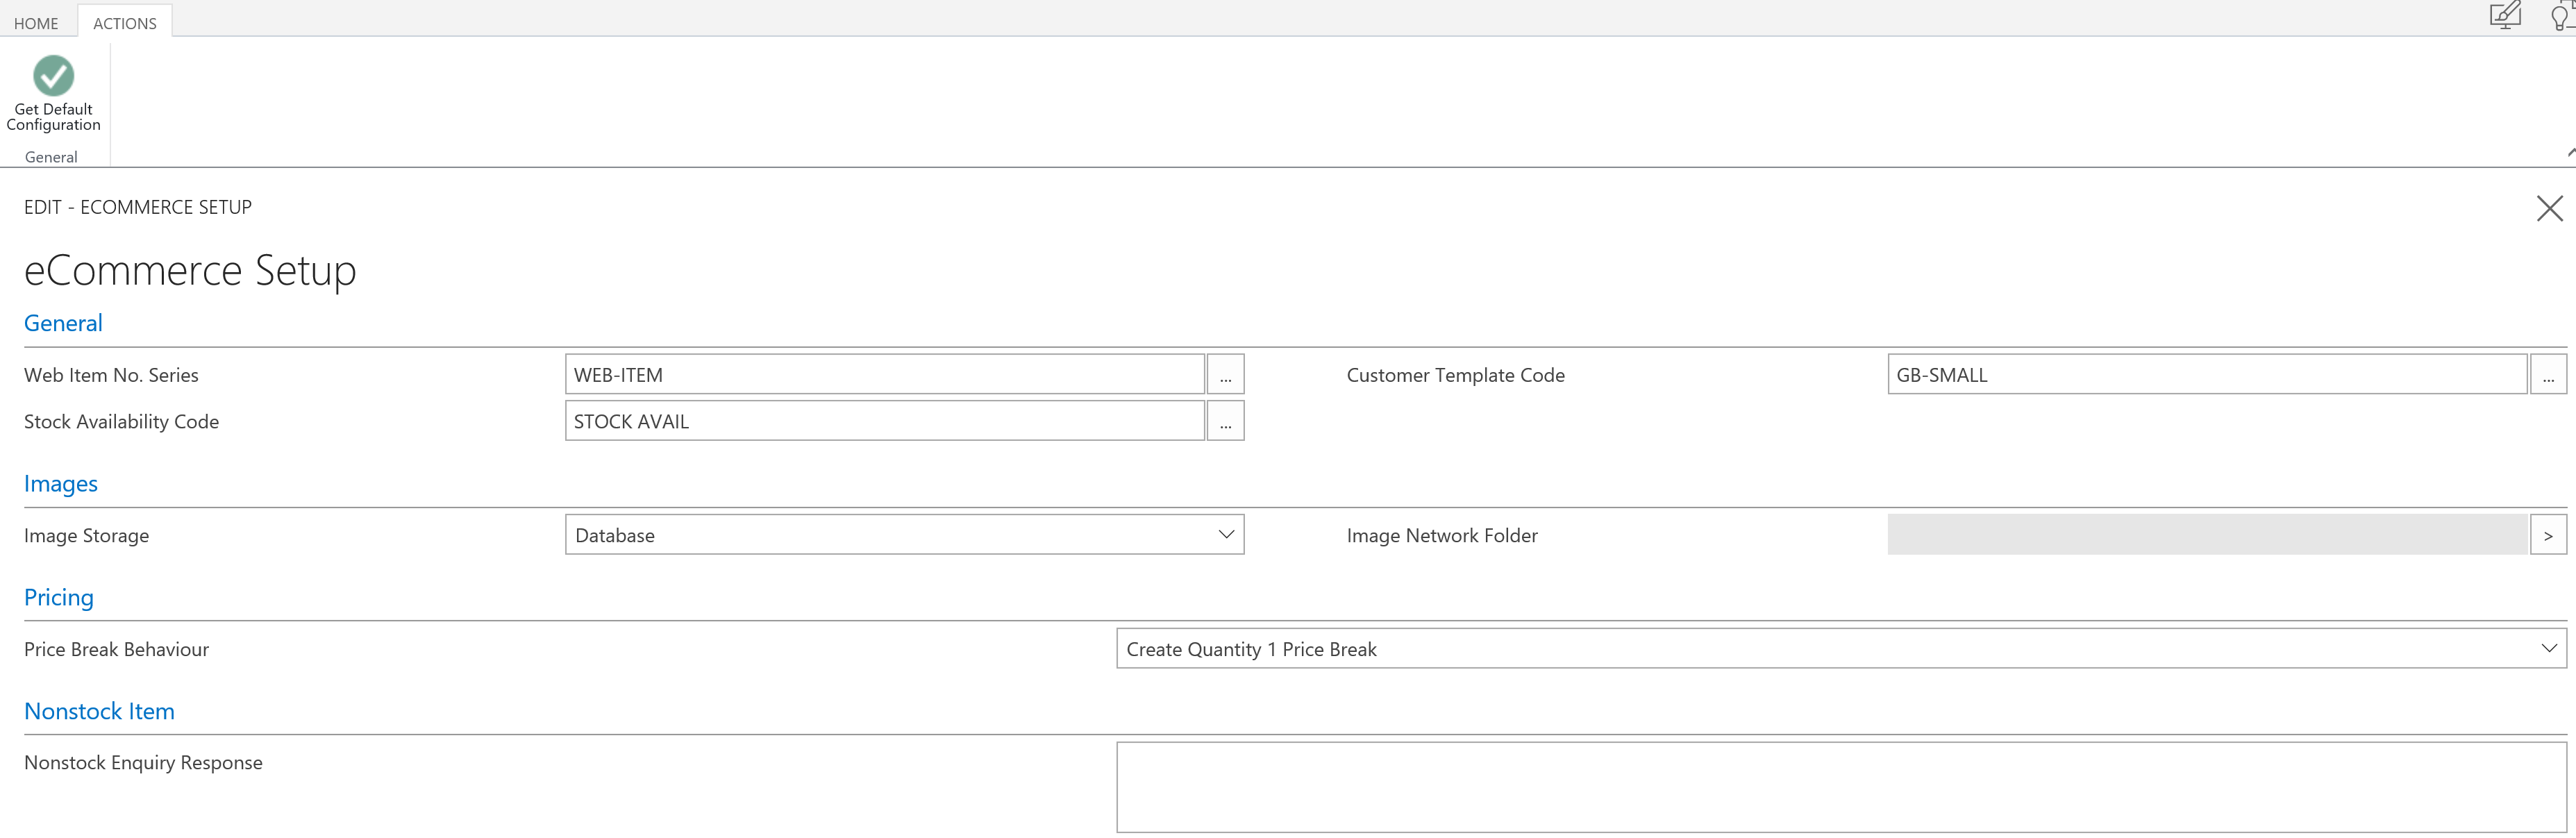 HOME
ACTIONS
Get Default
Configuration
General
EDIT - ECOMMERCE SETUP
eCommerce Setup
General
Web Item No. Series
WEB-ITEM
...
Customer Template Code
GB-SMALL
...
Stock Availability Code
STOCK AVAIL
...
Images
Image Storage
Database
Image Network Folder
>
Pricing
Price Break Behaviour
Create Quantity 1 Price Break
Nonstock Item
Nonstock Enquiry Response